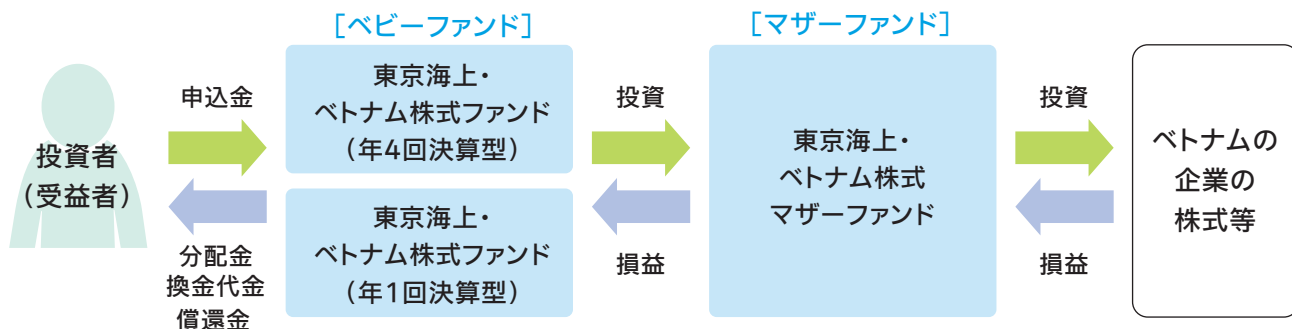 [ベビーファンド]
[マザーファンド]
投資者
(受益者)
申込金
分配金
換金代金
償還金
東京海上・
ベトナム株式ファンド
(年4回決算型)
東京海上・
ベトナム株式ファンド
(年1回決算型)
投資
損益
東京海上・
ベトナム株式
マザーファンド
投資
損益
ベトナムの
企業の
株式等